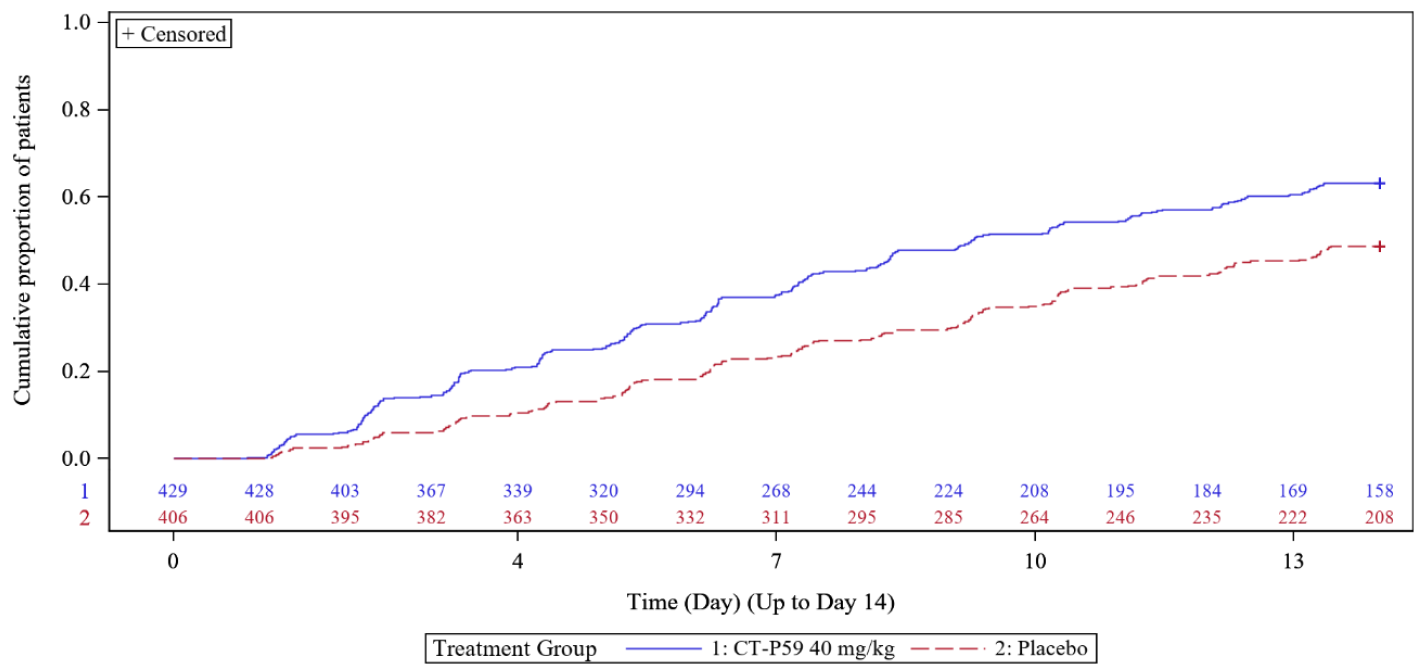 + Censored
Cumulative proportion of patients
1.0
0.8
0.6
0.4
0.2
0.0
1 429 428 403 367 339 320 294 268 244 224 208 195 184 169 158
2 406 406 395 382 363 350 332 311 295 285 264 246 235 222 208
0 4 7 10 13
Time (Day) (Up to Day 14)
Treatment Group 1: CT-P59 40 mg/kg 2: Placebo